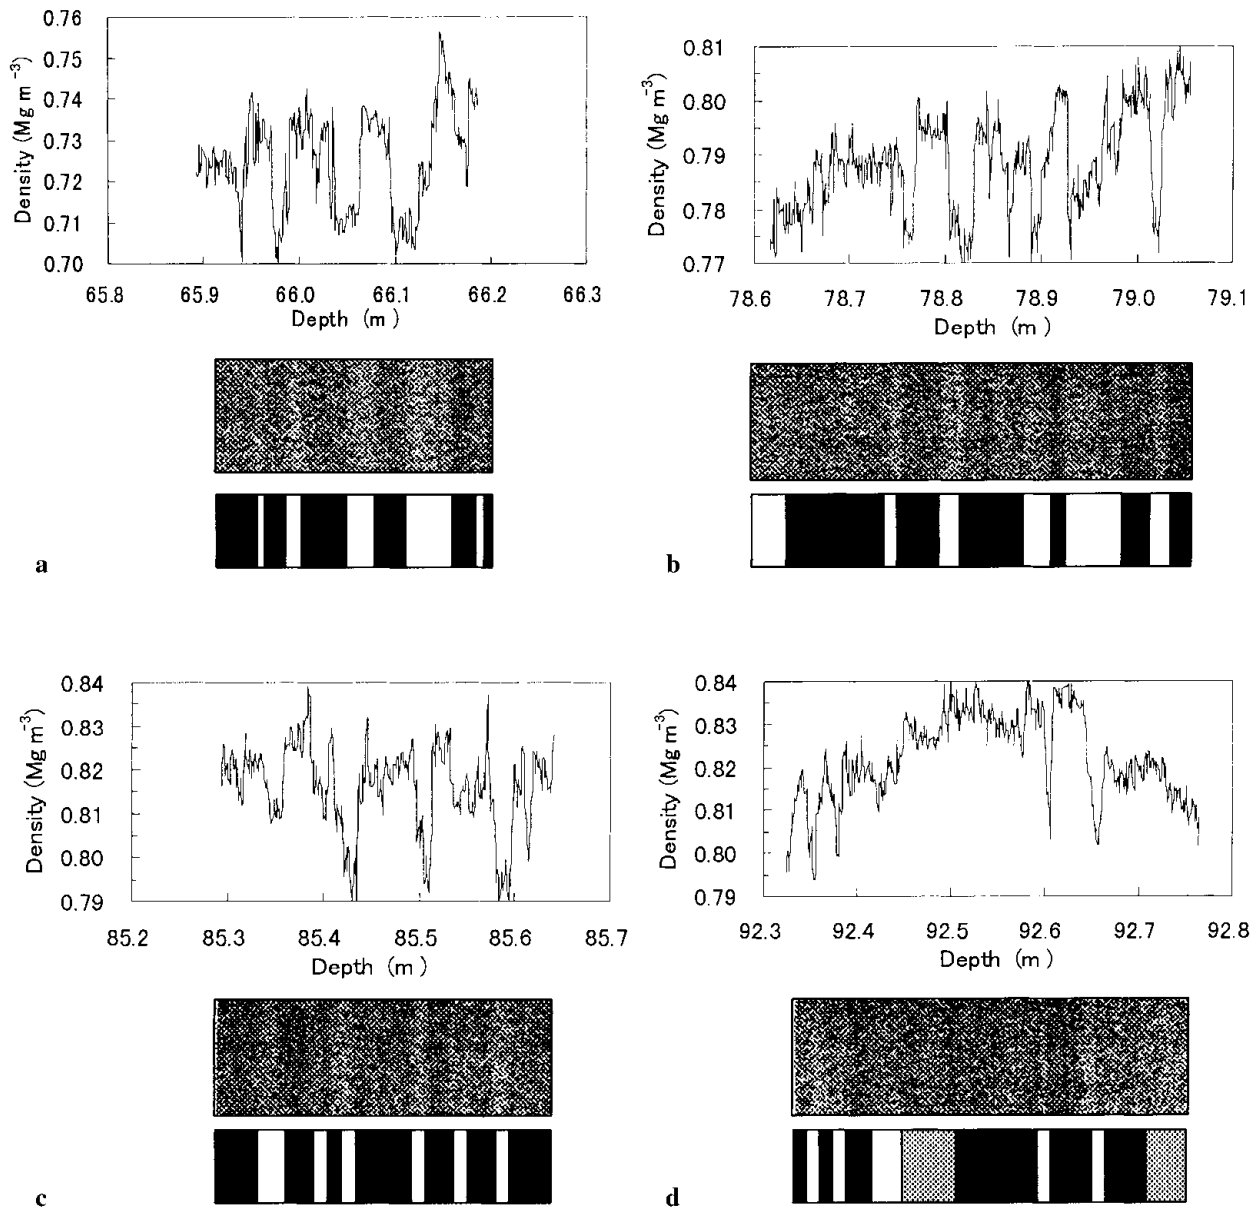 0.76
0.75
0.74
0.73
0.72
0.71
0.70
Density (Mg m⁻³)
65.8 65.9 66.0 66.1 66.2 66.3
Depth (m)
a
0.81
0.80
0.79
0.78
0.77
Density (Mg m⁻³)
78.6 78.7 78.8 78.9 79.0 79.1
Depth (m)
b
0.84
0.83
0.82
0.81
0.80
0.79
Density (Mg m⁻³)
85.2 85.3 85.4 85.5 85.6 85.7
Depth (m)
c
0.84
0.83
0.82
0.81
0.80
0.79
Density (Mg m⁻³)
92.3 92.4 92.5 92.6 92.7 92.8
Depth (m)
d